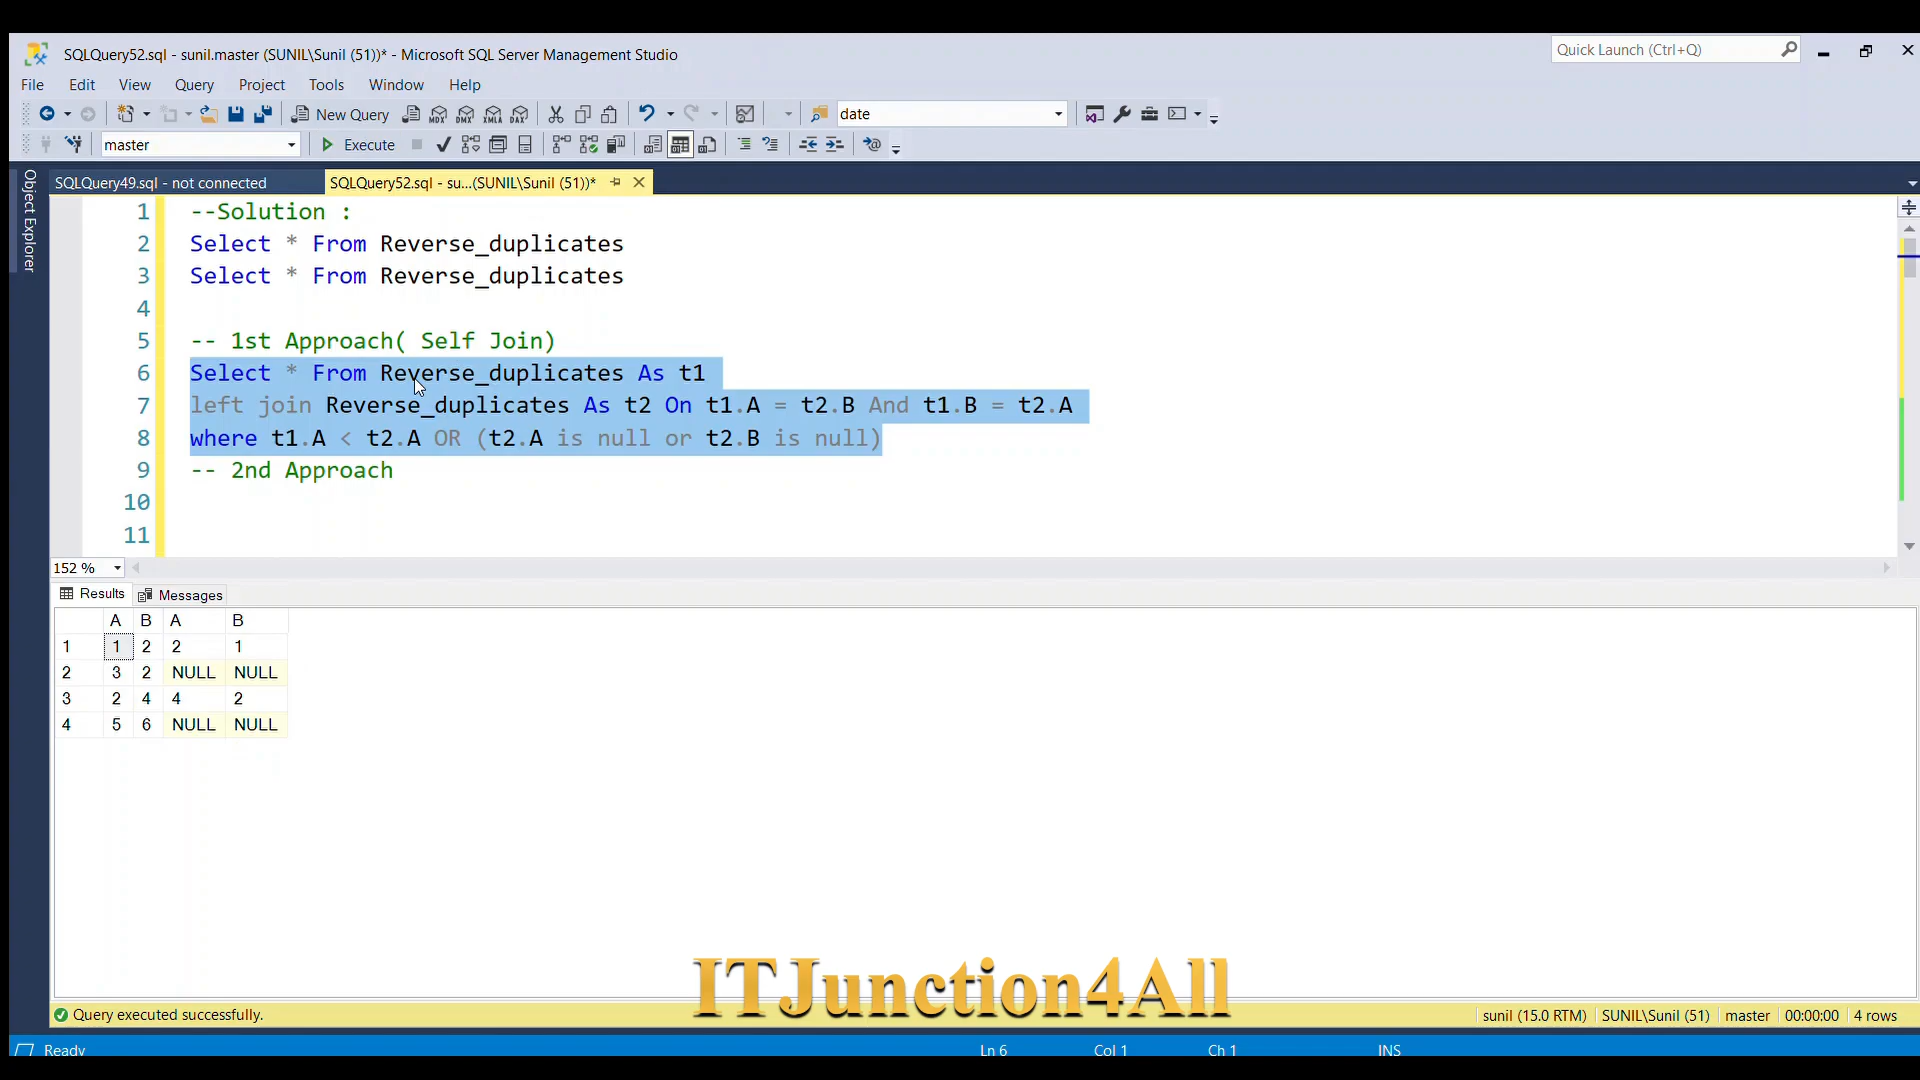 SQLQuery52.sql - sunil.master (SUNIL\Sunil (51))* - Microsoft SQL Server Management Studio
Quick Launch (Ctrl+Q)
File Edit View Query Project Tools Window Help
New Query MDX DMX XMLA DAX date
master Execute
Object Explorer
SQLQuery49.sql - not connected SQLQuery52.sql - su...(SUNIL\Sunil (51))*
1 --Solution :
2 Select * From Reverse_duplicates
3 Select * From Reverse_duplicates
4
5 -- 1st Approach( Self Join)
6 Select * From Reverse_duplicates As t1
7 left join Reverse_duplicates As t2 On t1.A = t2.B And t1.B = t2.A
8 where t1.A < t2.A OR (t2.A is null or t2.B is null)
9 -- 2nd Approach
10
11
152 %
Results Messages
A B A B
1 1 2 2 1
2 3 2 NULL NULL
3 2 4 4 2
4 5 6 NULL NULL
ITJunction4All
Query executed successfully. sunil (15.0 RTM) SUNIL\Sunil (51) master 00:00:00 4 rows
Ready Ln 6 Col 1 Ch 1 INS